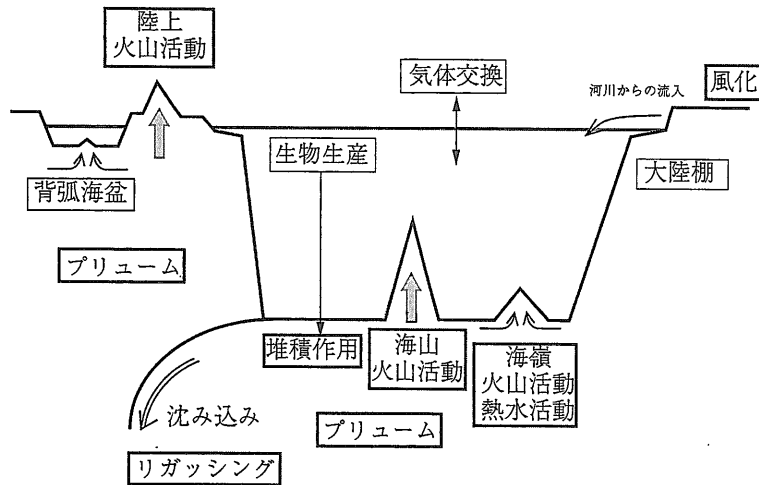 陸上
火山活動
気体交換
河川からの流入
風化
生物生産
大陸棚
背弧海盆
プリューム
堆積作用
海山
火山活動
海嶺
火山活動
熱水活動
沈み込み
プリューム
リガッシング